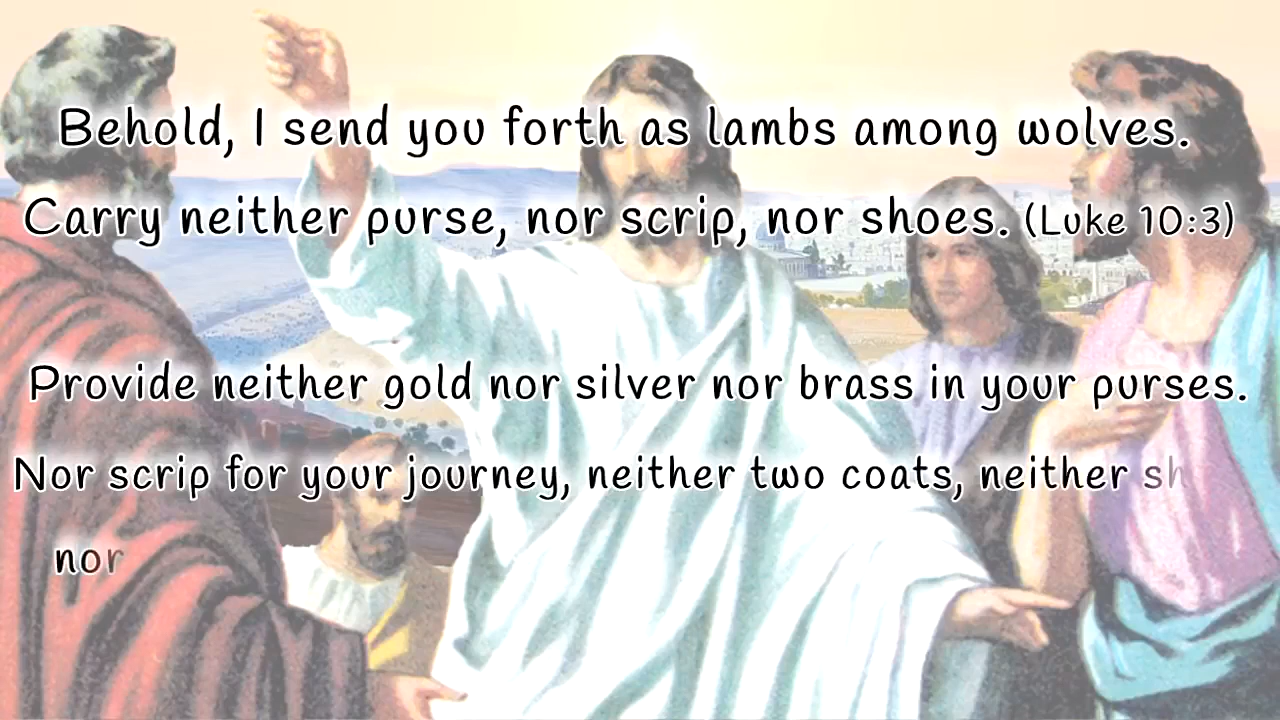 Behold, I send you forth as lambs among wolves.
Carry neither purse, nor scrip, nor shoes. (Luke 10:3)
Provide neither gold nor silver nor brass in your purses.
Nor scrip for your journey, neither two coats, neither sh
nor